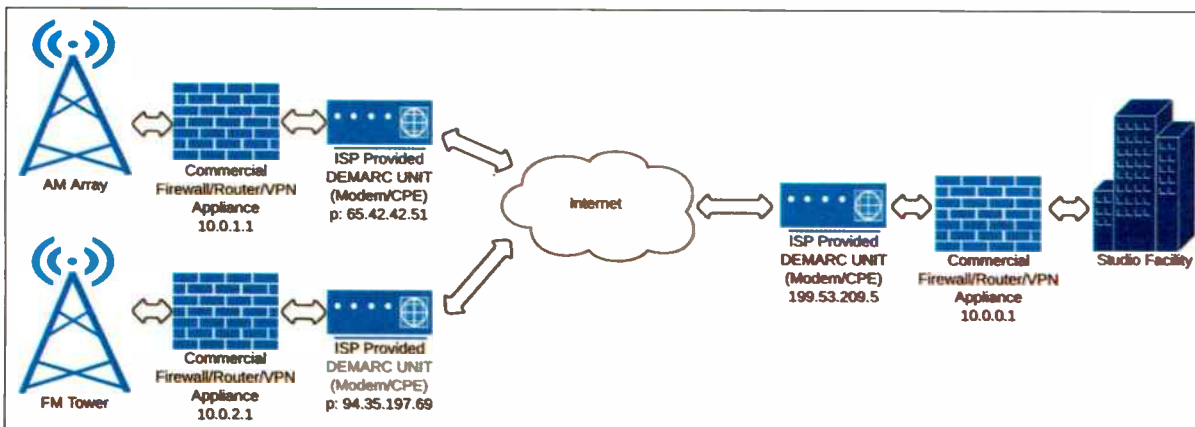 AM Array
Commercial
Firewall/Router/VPN
Appliance
10.0.1.1
ISP Provided
DEMARC UNIT
(Modem/CPE)
p: 65.42.42.51
FM Tower
Commercial
Firewall/Router/VPN
Appliance
10.0.2.1
ISP Provided
DEMARC UNIT
(Modem/CPE)
p: 94.35.197.69
Internet
ISP Provided
DEMARC UNIT
(Modem/CPE)
199.53.209.5
Commercial
Firewall/Router/VPN
Appliance
10.0.0.1
Studio Facility